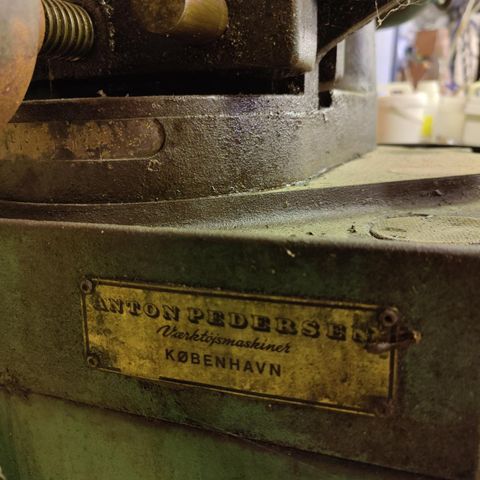 ANTON PEDERSEN
Værktøjsmaskiner
KØBENHAVN